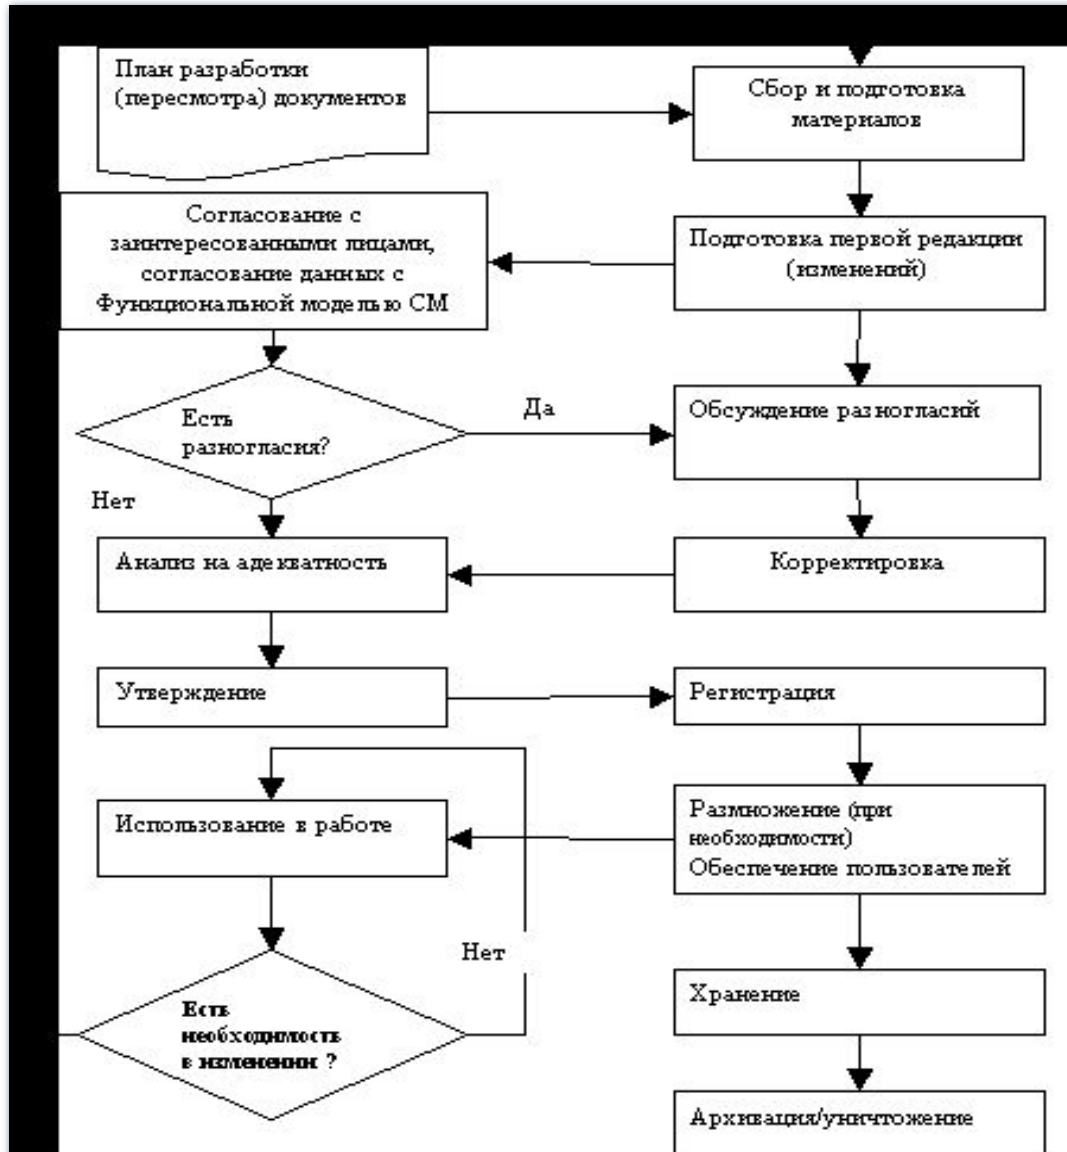 План разработки
(пересмотра) документов
Сбор и подготовка
материалов
Согласование с
заинтересованными лицами,
согласование данных с
Функциональной моделью СМ
Подготовка первой редакции
(изменений)
Есть
разногласия?
Да
Обсуждение разногласий
Нет
Анализ на адекватность
Корректировка
Утверждение
Регистрация
Использование в работе
Размножение (при
необходимости)
Обеспечение пользователей
Нет
Есть
необходимость
в изменении ?
Хранение
Архивация/уничтожение